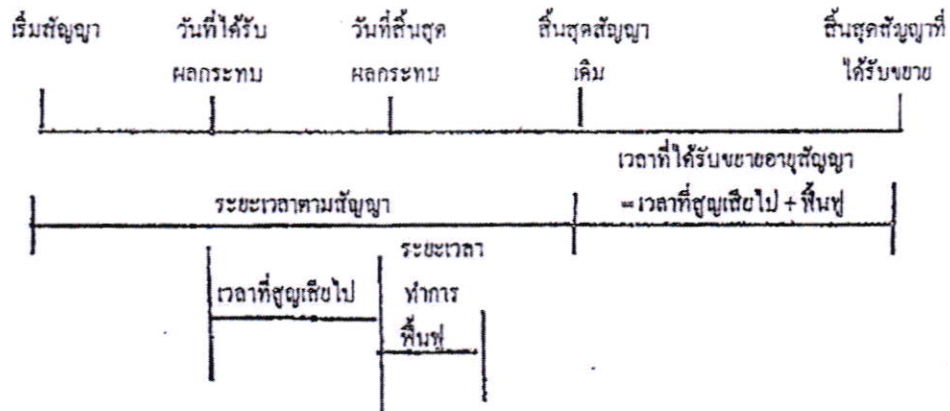 เริ่มสัญญา วันที่ได้รับ วันที่สิ้นสุด สิ้นสุดสัญญา สิ้นสุดสัญญาที่
ผลกระทบ ผลกระทบ เดิม ได้รับขยาย
เวลาที่ได้รับขยายอายุสัญญา
ระยะเวลาตามสัญญา = เวลาที่สูญเสียไป + ฟื้นฟู
ระยะเวลา
เวลาที่สูญเสียไป ทำการ
ฟื้นฟู